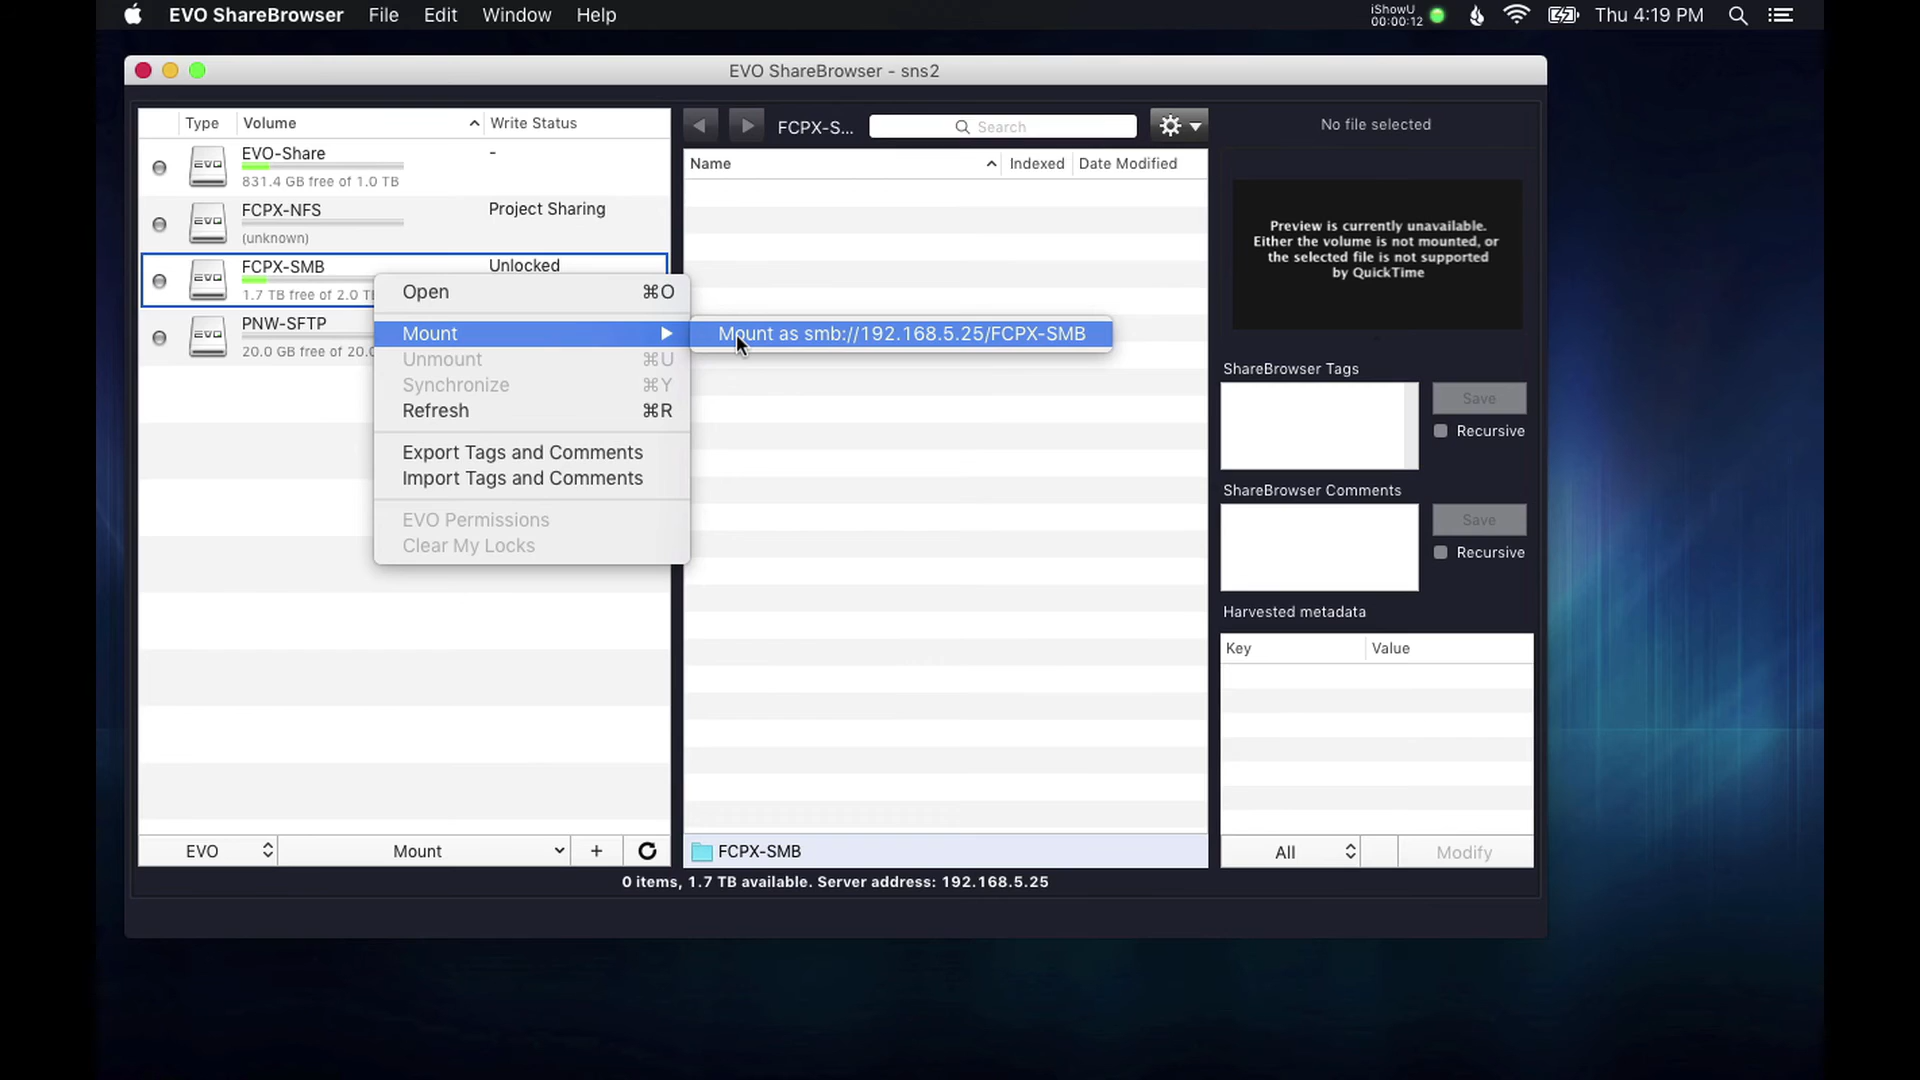 EVO ShareBrowser File Edit Window Help
iShowU
00:00:12
Thu 4:19 PM
EVO ShareBrowser - sns2
Type Volume Write Status
EVO-Share -
831.4 GB free of 1.0 TB
FCPX-NFS Project Sharing
(unknown)
FCPX-SMB Unlocked
1.7 TB free of 2.0 T
PNW-SFTP
20.0 GB free of 20.0
EVO
EVO
EVO
EVO
Open ⌘O
Mount ▶
Unmount ⌘U
Synchronize ⌘Y
Refresh ⌘R
Export Tags and Comments
Import Tags and Comments
EVO Permissions
Clear My Locks
Mount as smb://192.168.5.25/FCPX-SMB
EVO Mount +
FCPX-S... Search
Name Indexed Date Modified
FCPX-SMB
No file selected
Preview is currently unavailable.
Either the volume is not mounted, or
the selected file is not supported
by QuickTime
ShareBrowser Tags
Save
Recursive
ShareBrowser Comments
Save
Recursive
Harvested metadata
Key Value
All Modify
0 items, 1.7 TB available. Server address: 192.168.5.25